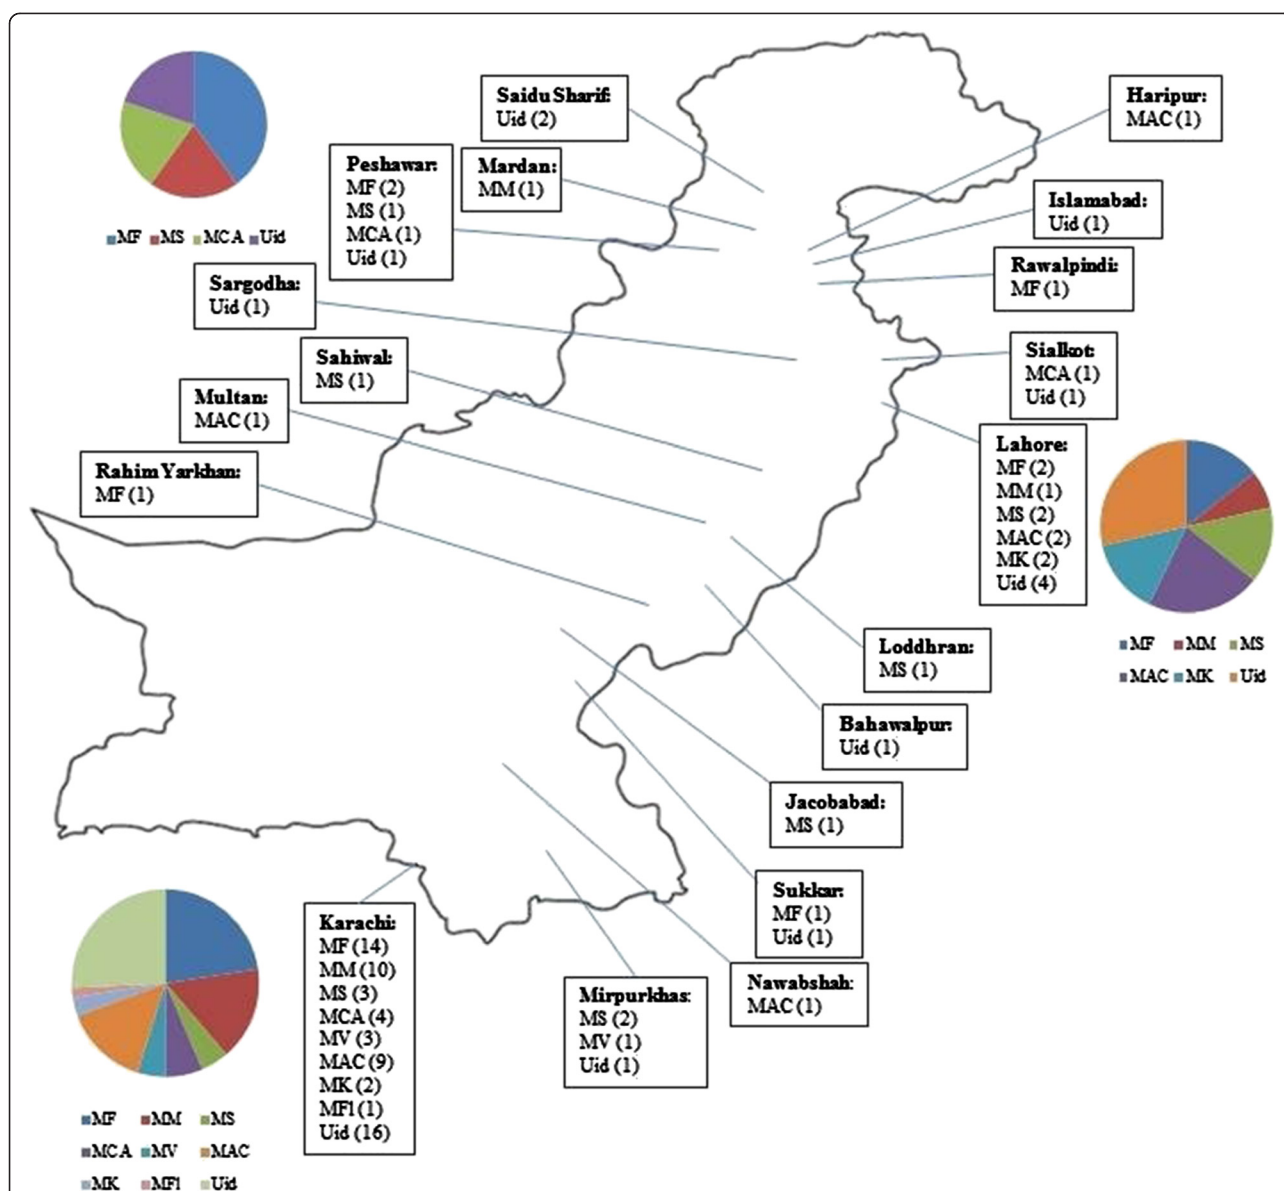 Saidu Sharif:
Uid (2)
Haripur:
MAC (1)
Peshawar:
MF (2)
MS (1)
MCA (1)
Uid (1)
Mardan:
MM (1)
Islamabad:
Uid (1)
MF MS MCA Uid
Rawalpindi:
MF (1)
Sargodha:
Uid (1)
Sahiwal:
MS (1)
Sialkot:
MCA (1)
Uid (1)
Multan:
MAC (1)
Rahim Yarkhan:
MF (1)
Lahore:
MF (2)
MM (1)
MS (2)
MAC (2)
MK (2)
Uid (4)
MF MM MS
MAC MK Uid
Loddhran:
MS (1)
Bahawalpur:
Uid (1)
Jacobabad:
MS (1)
Sukkar:
MF (1)
Uid (1)
Nawabshah:
MAC (1)
Mirpurkhas:
MS (2)
MV (1)
Uid (1)
Karachi:
MF (14)
MM (10)
MS (3)
MCA (4)
MV (3)
MAC (9)
MK (2)
MF1 (1)
Uid (16)
MF MM MS
MCA MV MAC
MK MF1 Uid